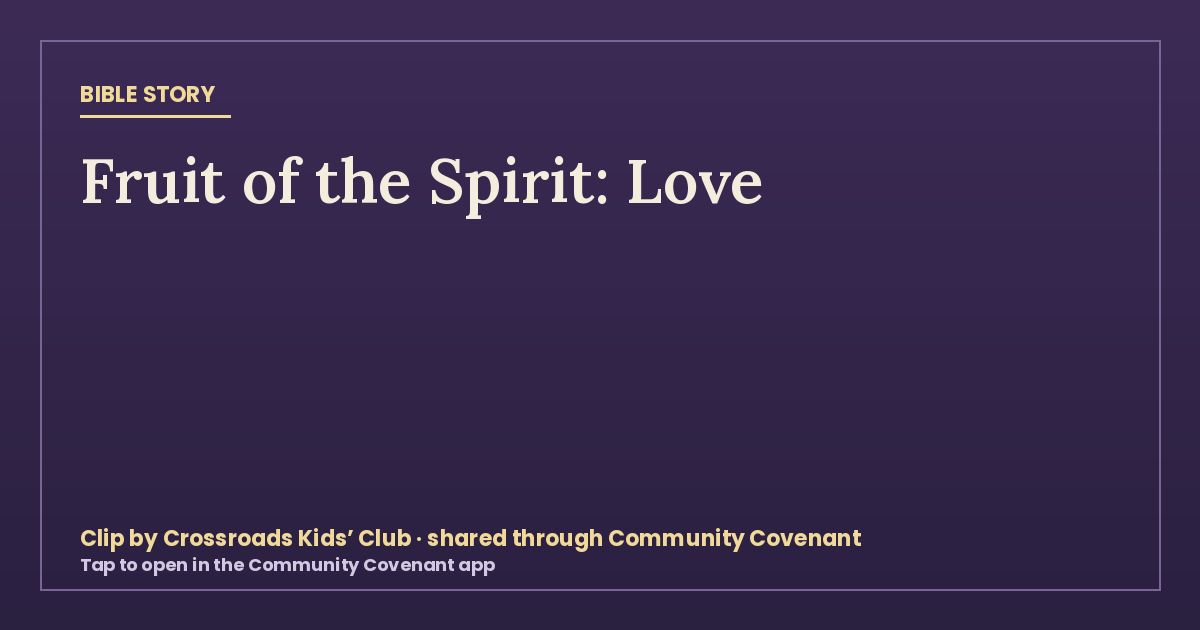 BIBLE STORY
Fruit of the Spirit: Love
Clip by Crossroads Kids’ Club · shared through Community Covenant
Tap to open in the Community Covenant app